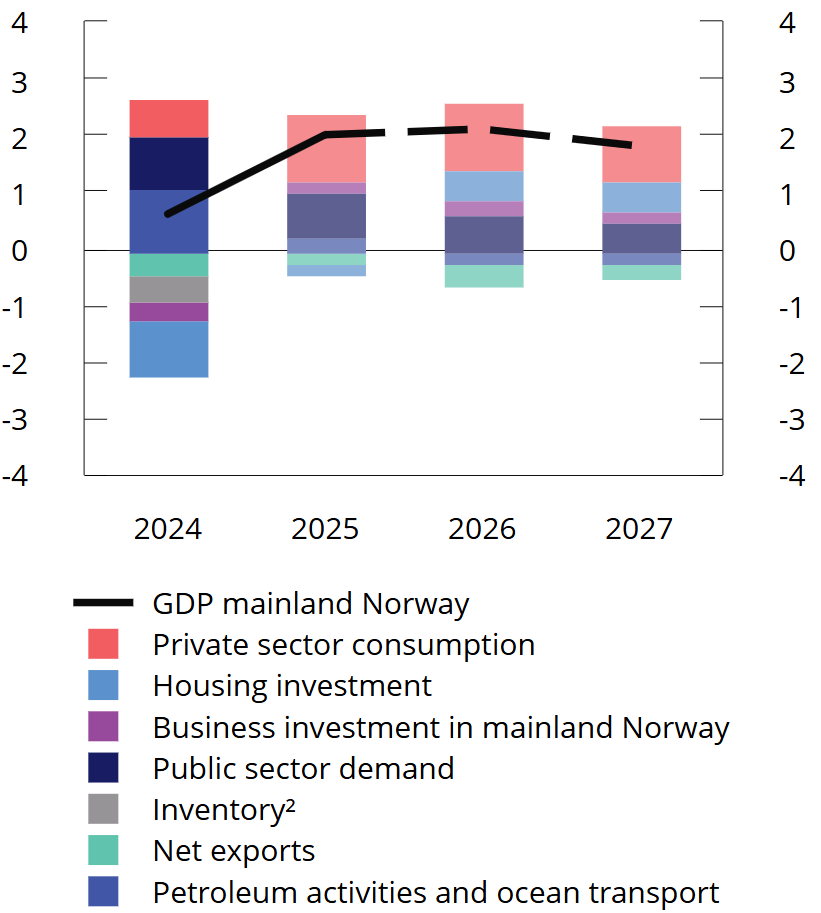 4 4
3 3
2 2
1 1
0 0
-1 -1
-2 -2
-3 -3
-4 -4
2024 2025 2026 2027
GDP mainland Norway
Private sector consumption
Housing investment
Business investment in mainland Norway
Public sector demand
Inventory²
Net exports
Petroleum activities and ocean transport